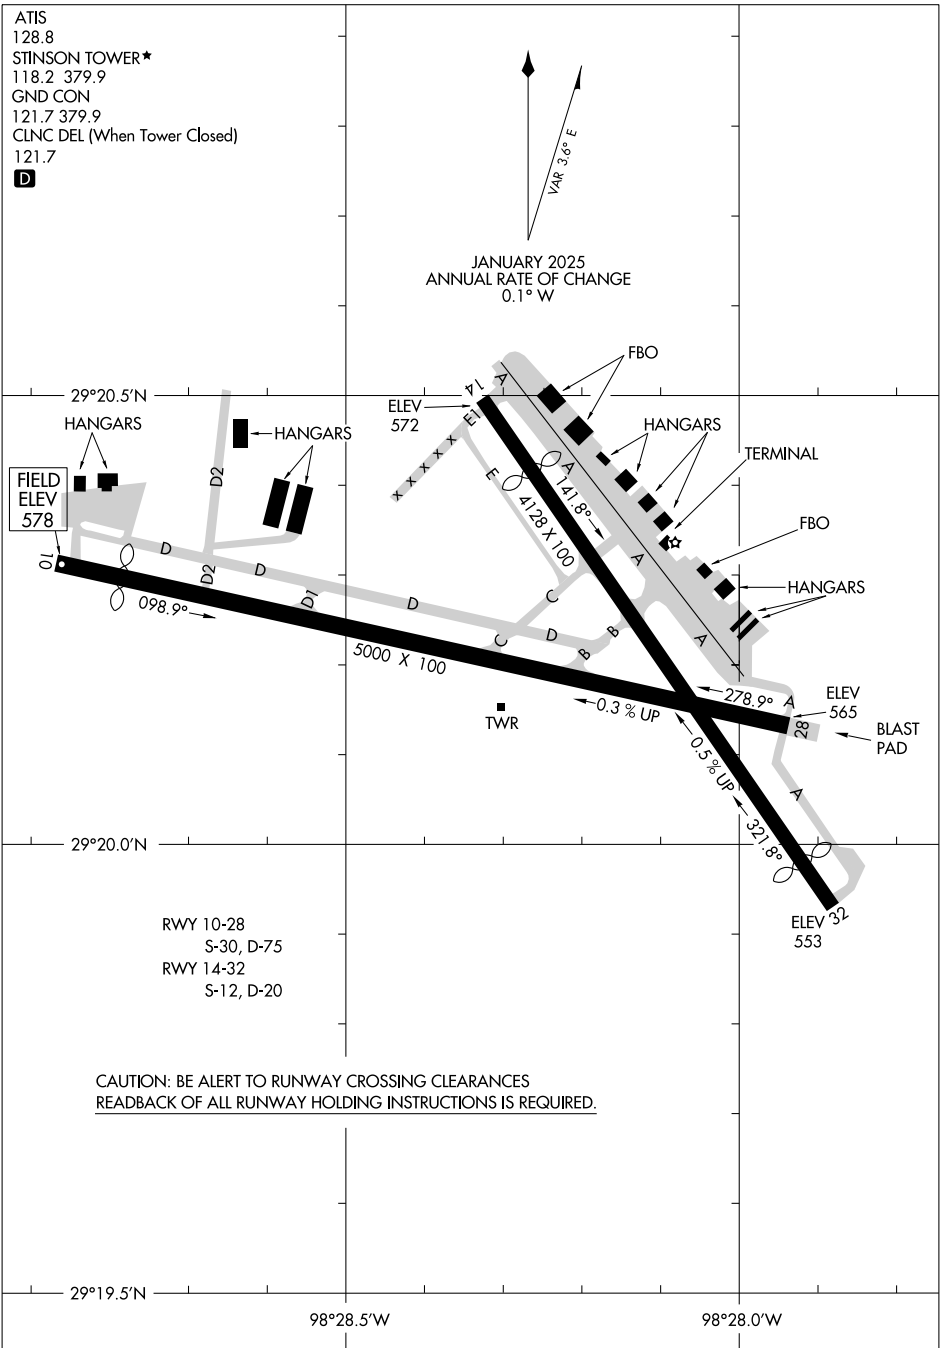 ATIS
128.8
STINSON TOWER★
118.2 379.9
GND CON
121.7 379.9
CLNC DEL (When Tower Closed)
121.7
D
VAR 3.6° E
JANUARY 2025
ANNUAL RATE OF CHANGE
0.1° W
FBO
29°20.5'N
14
A
ELEV
572
E1
HANGARS
HANGARS
HANGARS
TERMINAL
FIELD
ELEV
578
D2
E
A
141.8°
4128 X 100
FBO
10
D
D2
D
A
HANGARS
098.9°
D1
D
C
C
D
B
B
A
5000 X 100
278.9°
A
ELEV
565
0.3 % UP
TWR
28
BLAST
PAD
0.5 % UP
A
321.8°
29°20.0'N
32
ELEV
553
RWY 10-28
S-30, D-75
RWY 14-32
S-12, D-20
CAUTION: BE ALERT TO RUNWAY CROSSING CLEARANCES
READBACK OF ALL RUNWAY HOLDING INSTRUCTIONS IS REQUIRED.
29°19.5'N
98°28.5'W
98°28.0'W